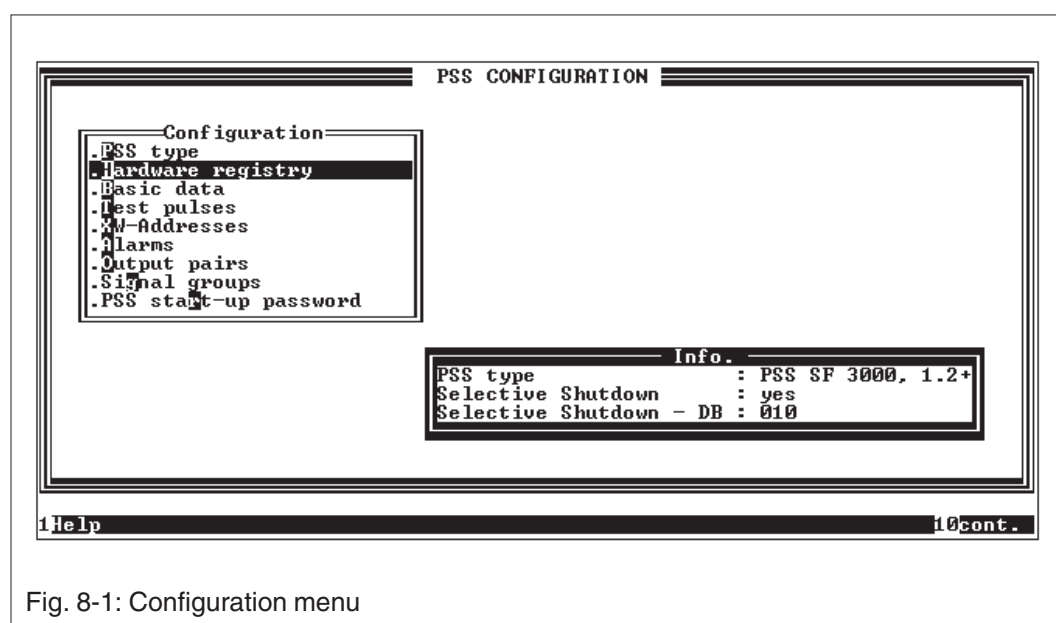 PSS CONFIGURATION
Configuration
.PSS type
.Hardware registry
.Basic data
.Test pulses
.XW-Addresses
.Alarms
.Output pairs
.Signal groups
.PSS start-up password
Info.
PSS type : PSS SF 3000, 1.2+
Selective Shutdown : yes
Selective Shutdown - DB : 010
1Help 10cont.
Fig. 8-1: Configuration menu